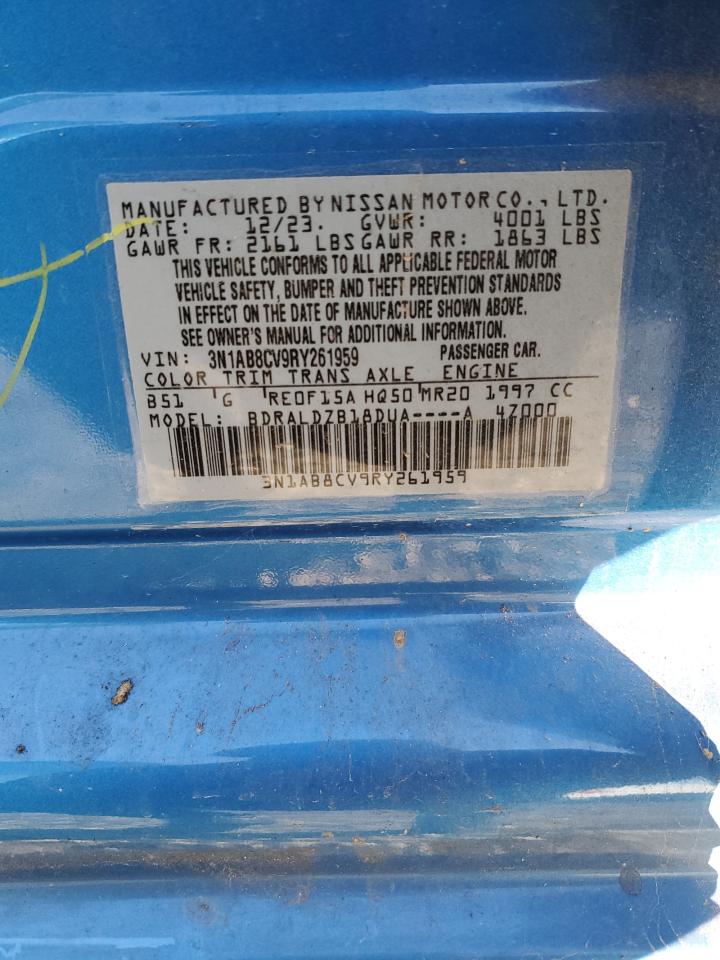 MANUFACTURED BY NISSAN MOTOR CO., LTD.
DATE: 12/23. GVWR: 4001 LBS
GAWR FR: 2161 LBS GAWR RR: 1863 LBS
THIS VEHICLE CONFORMS TO ALL APPLICABLE FEDERAL MOTOR
VEHICLE SAFETY, BUMPER AND THEFT PREVENTION STANDARDS
IN EFFECT ON THE DATE OF MANUFACTURE SHOWN ABOVE.
SEE OWNER'S MANUAL FOR ADDITIONAL INFORMATION.
VIN: 3N1AB8CV9RY261959 PASSENGER CAR.
COLOR TRIM TRANS AXLE ENGINE
B51 G RE0F15A HQ50 MR20 1997 CC
MODEL: BDRALDZB18DUA----A 4Z000
3N1AB8CV9RY261959